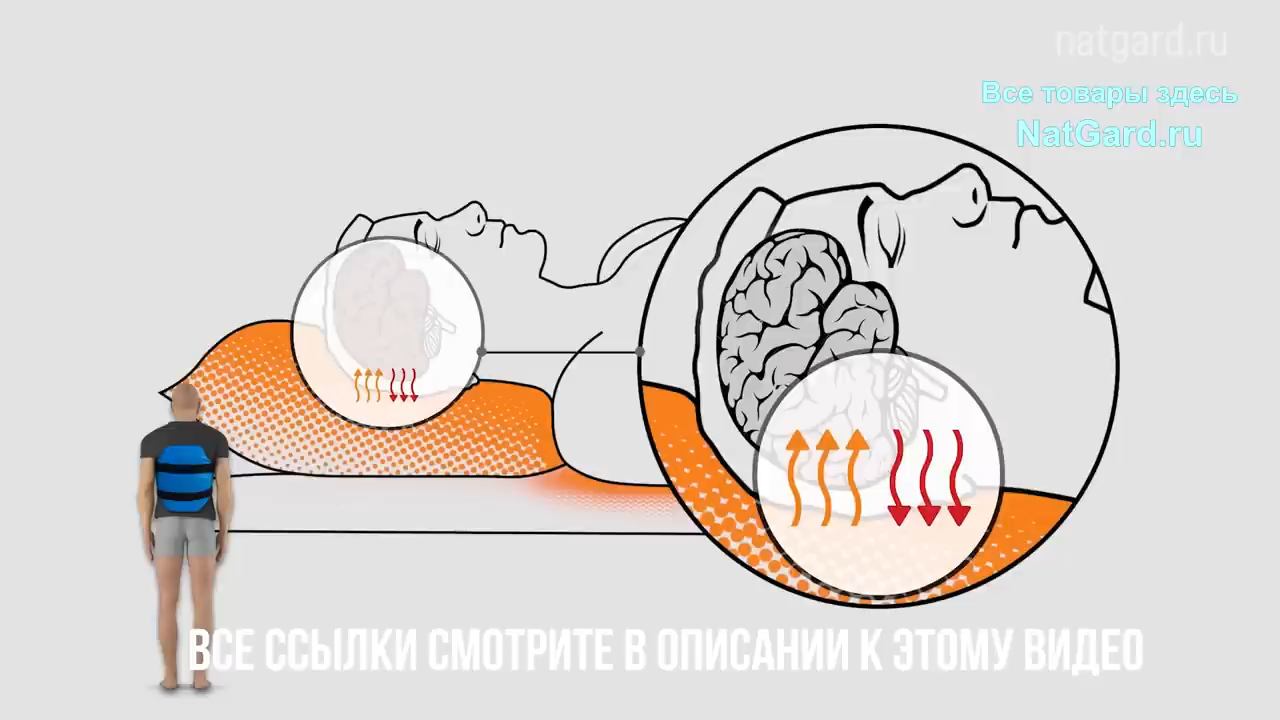 natgard.ru
Все товары здесь
NatGard.ru
ВСЕ ССЫЛКИ СМОТРИТЕ В ОПИСАНИИ К ЭТОМУ ВИДЕО